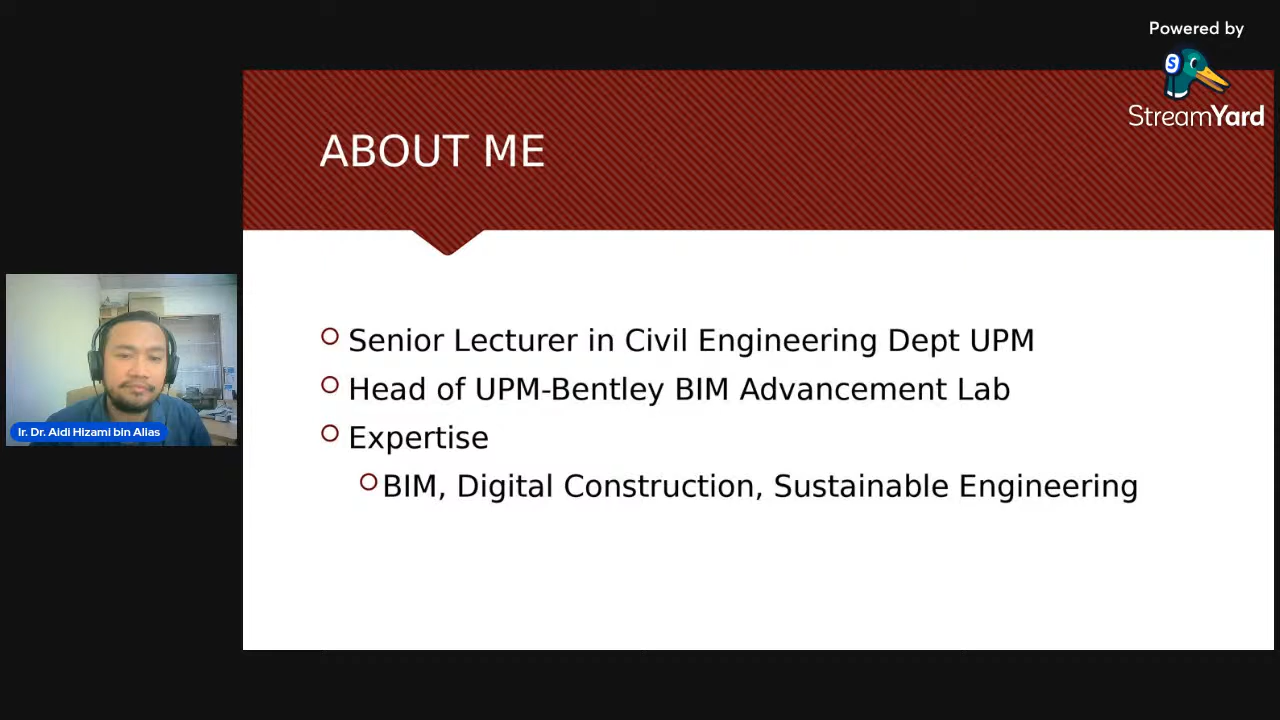 Powered by
S
StreamYard
ABOUT ME
Senior Lecturer in Civil Engineering Dept UPM
Head of UPM-Bentley BIM Advancement Lab
Expertise
BIM, Digital Construction, Sustainable Engineering
Ir. Dr. Aidi Hizami bin Alias